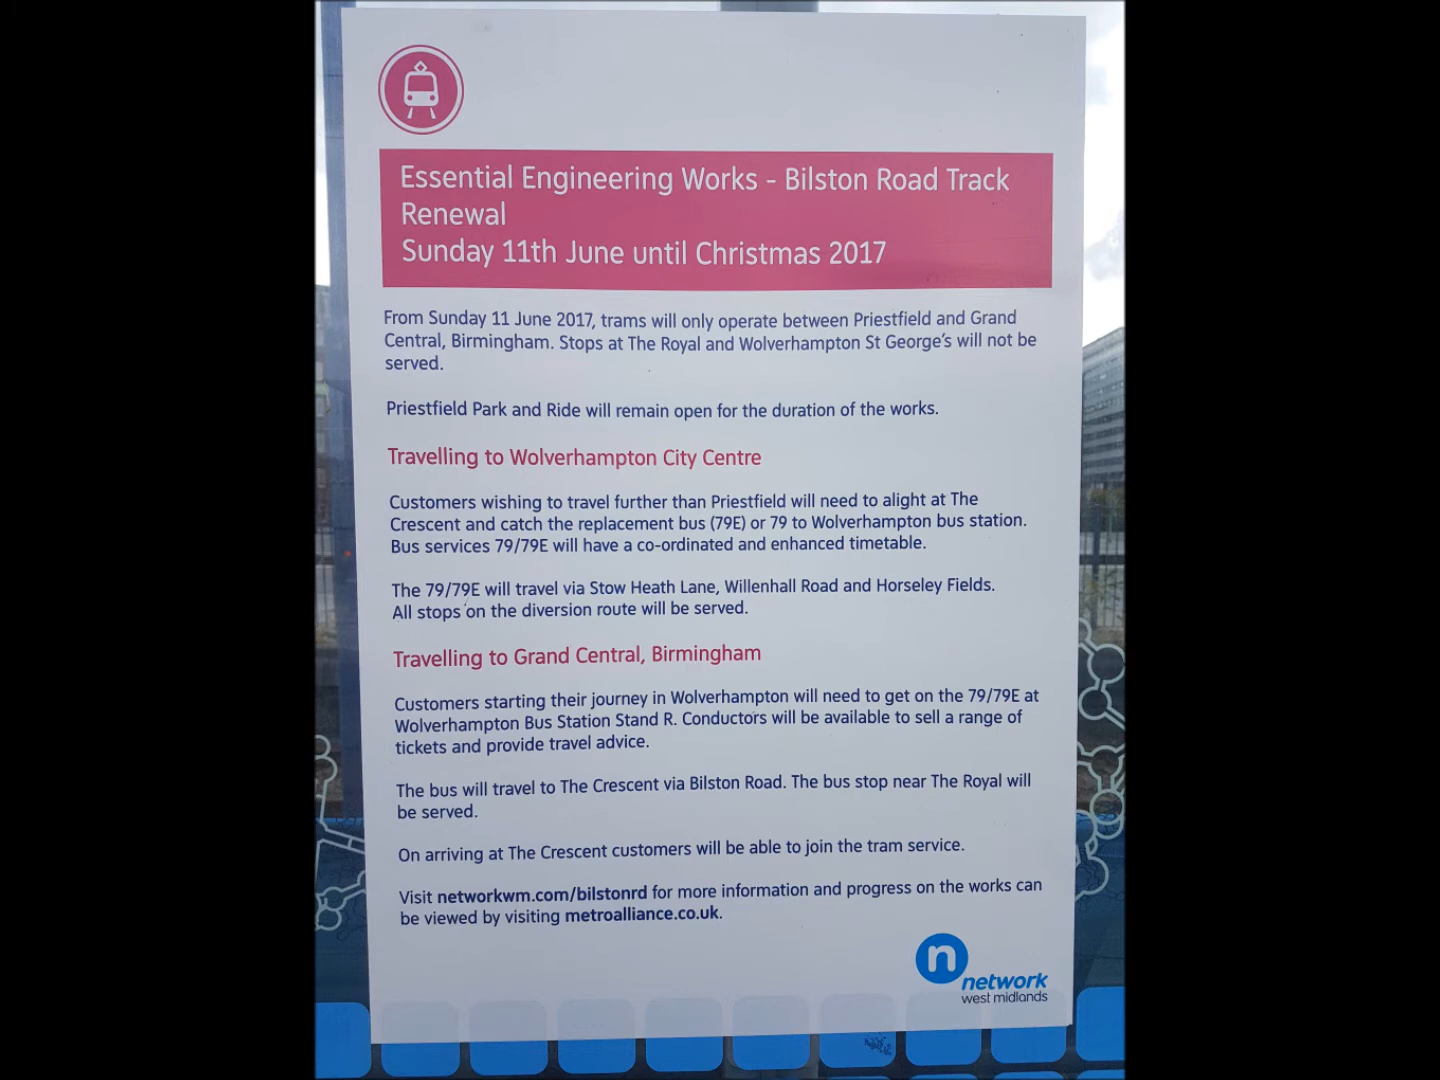 Essential Engineering Works - Bilston Road Track
Renewal
Sunday 11th June until Christmas 2017
From Sunday 11 June 2017, trams will only operate between Priestfield and Grand
Central, Birmingham. Stops at The Royal and Wolverhampton St George's will not be
served.
Priestfield Park and Ride will remain open for the duration of the works.
Travelling to Wolverhampton City Centre
Customers wishing to travel further than Priestfield will need to alight at The
Crescent and catch the replacement bus (79E) or 79 to Wolverhampton bus station.
Bus services 79/79E will have a co-ordinated and enhanced timetable.
The 79/79E will travel via Stow Heath Lane, Willenhall Road and Horseley Fields.
All stops on the diversion route will be served.
Travelling to Grand Central, Birmingham
Customers starting their journey in Wolverhampton will need to get on the 79/79E at
Wolverhampton Bus Station Stand R. Conductors will be available to sell a range of
tickets and provide travel advice.
The bus will travel to The Crescent via Bilston Road. The bus stop near The Royal will
be served.
On arriving at The Crescent customers will be able to join the tram service.
Visit networkwm.com/bilstonrd for more information and progress on the works can
be viewed by visiting metroalliance.co.uk.
n
network
west midlands